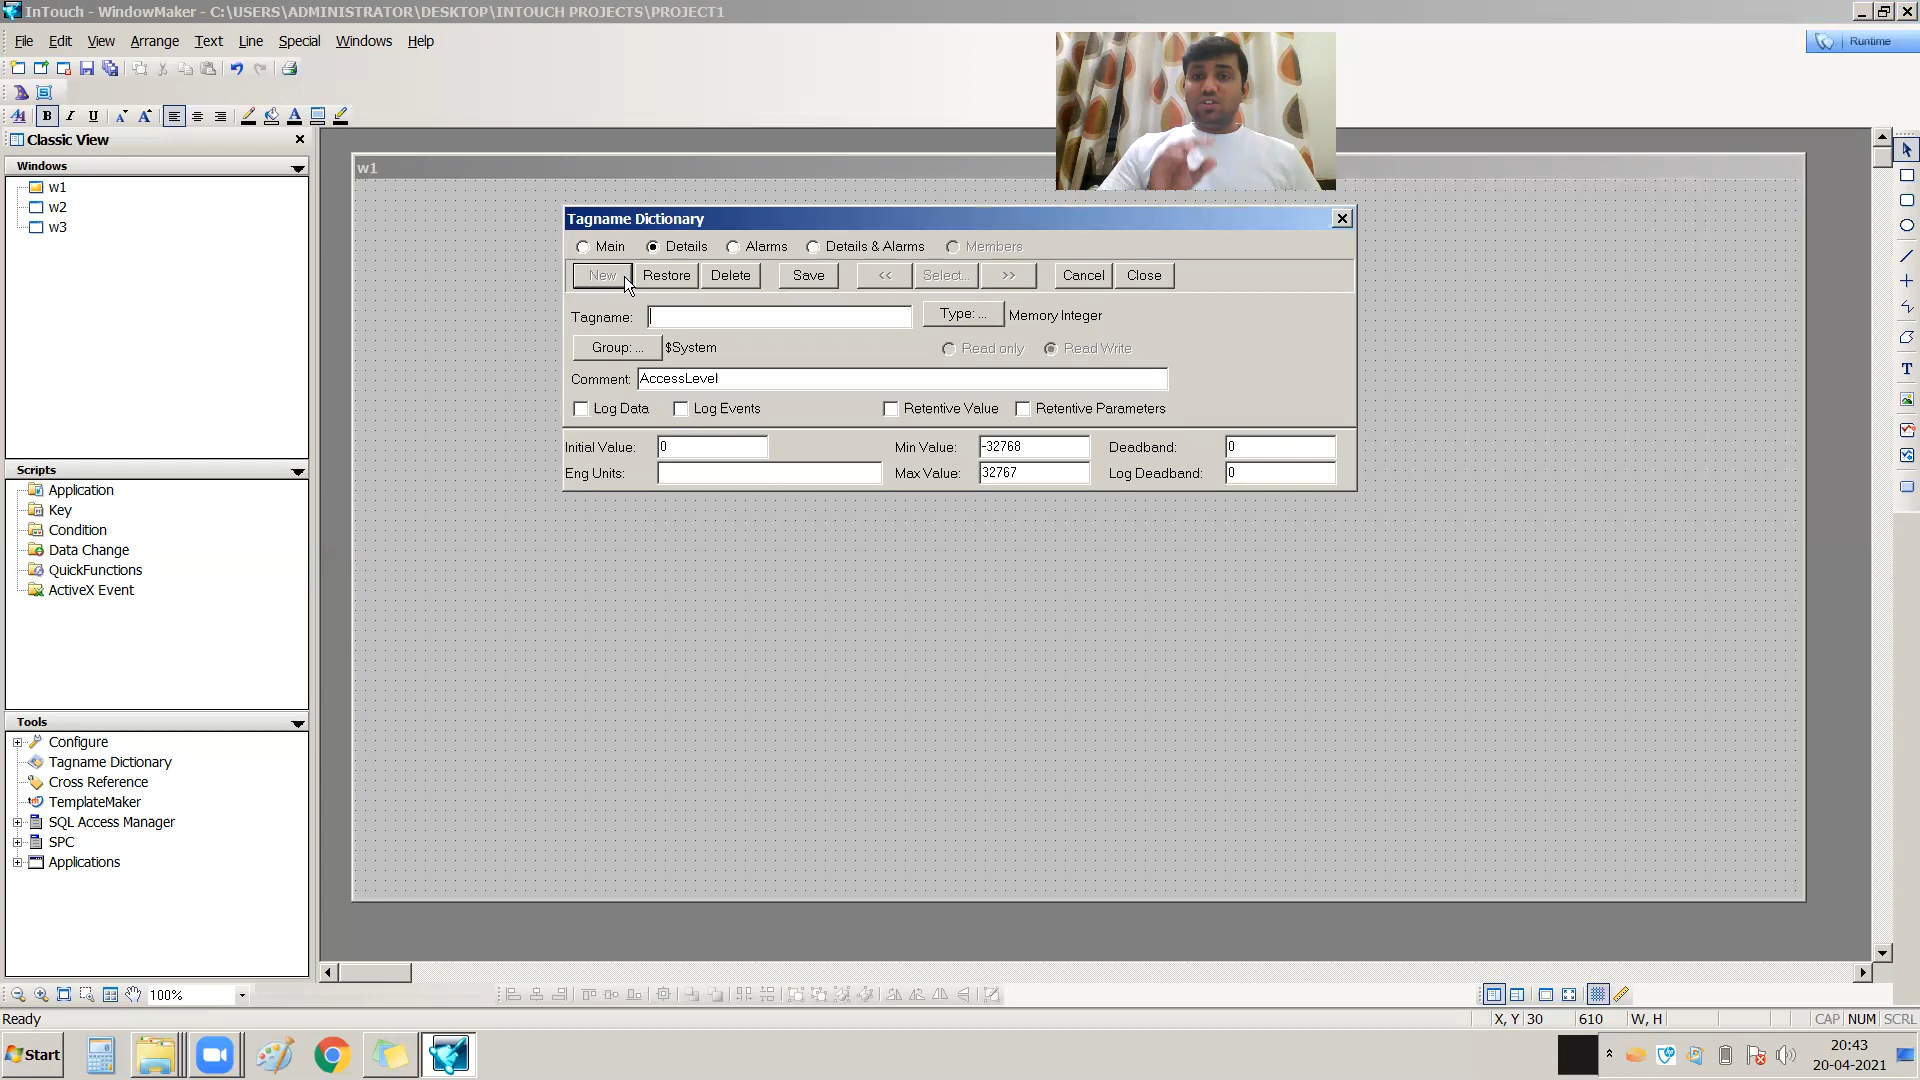 InTouch - WindowMaker - C:\USERS\ADMINISTRATOR\DESKTOP\INTOUCH PROJECTS\PROJECT1
File Edit View Arrange Text Line Special Windows Help
Runtime
B I U
Classic View
Windows
w1
w2
w3
Scripts
Application
Key
Condition
Data Change
QuickFunctions
ActiveX Event
Tools
Configure
Tagname Dictionary
Cross Reference
TemplateMaker
SQL Access Manager
SPC
Applications
w1
Tagname Dictionary
Main Details Alarms Details & Alarms Members
New Restore Delete Save << Select... >> Cancel Close
Tagname: Type: ... Memory Integer
Group: ... $System Read only Read Write
Comment: AccessLevel
Log Data Log Events Retentive Value Retentive Parameters
Initial Value: 0 Min Value: -32768 Deadband: 0
Eng Units: Max Value: 32767 Log Deadband: 0
T
100%
Ready X, Y 30 610 W, H CAP NUM SCRL
Start
20:43
20-04-2021